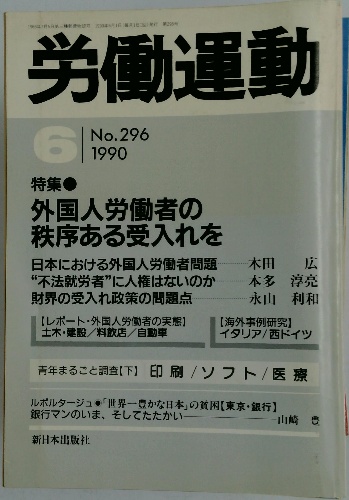 労働運動
6
No.296
1990
特集●
外国人労働者の
秩序ある受入れを
日本における外国人労働者問題 木田 広
“不法就労者”に人権はないのか 本多 淳亮
財界の受入れ政策の問題点 永山 利和
【レポート・外国人労働者の実態】
土木・建設/料飲店/自動車
【海外事例研究】
イタリア/西ドイツ
青年まるごと調査【下】 印刷/ソフト/医療
ルポルタージュ●「世界一豊かな日本」の貧困【東京・銀行】
銀行マンのいま、そしてたたかい 山崎 豊
新日本出版社